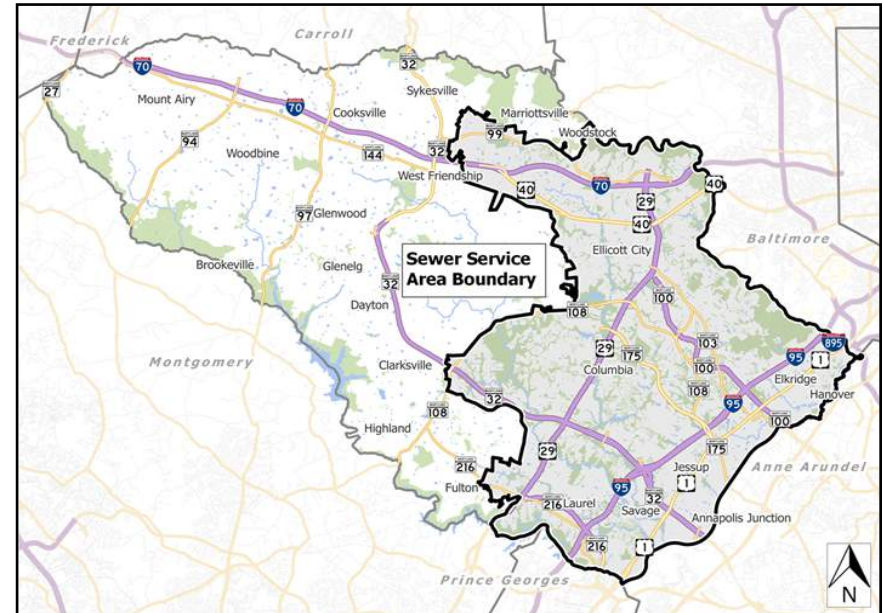 Frederick
Carroll
70
32
27
Mount Airy
Sykesville
70
Cooksville
Marriottsville
99
Woodstock
94
Woodbine
144
32
West Friendship
40
70
40
29
97
Glenwood
40
Ellicott City
Baltimore
Sewer Service
Area Boundary
Brookeville
Glenelg
32
Dayton
108
100
29
175
103
895
95
1
Montgomery
Clarksville
Columbia
100
Elkridge
32
108
95
Hanover
108
100
Highland
29
175
216
Jessup
Anne Arundel
Fulton
95
1
216
Laurel
32
Savage
Annapolis Junction
216
1
Prince Georges
N